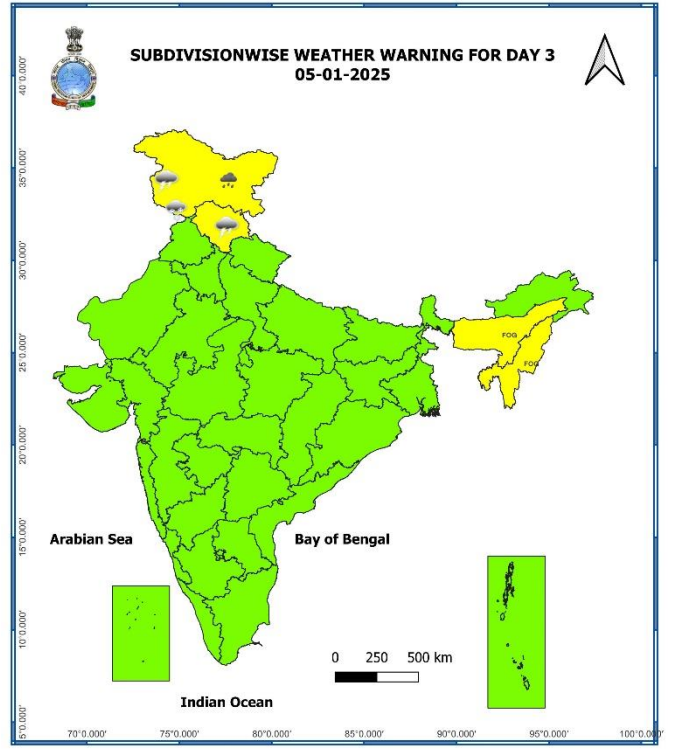 SUBDIVISIONWISE WEATHER WARNING FOR DAY 3
05-01-2025
40°0.000'
35°0.000'
30°0.000'
25°0.000'
20°0.000'
15°0.000'
10°0.000'
5°0.000'
FOG
FOG
Arabian Sea
Bay of Bengal
0 250 500 km
Indian Ocean
70°0.000' 75°0.000' 80°0.000' 85°0.000' 90°0.000' 95°0.000' 100°0.000'